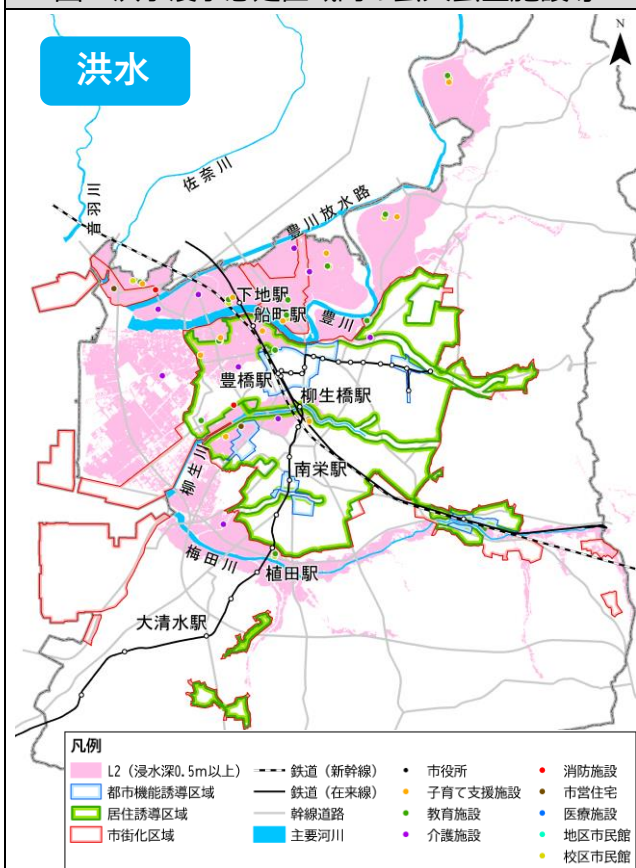 洪水
N
佐奈川
音羽川
豊川放水路
下地駅
船町駅
豊川
豊橋駅
柳生橋駅
南栄駅
柳生川
梅田川
植田駅
大清水駅
凡例
L2（浸水深0.5m以上）
都市機能誘導区域
居住誘導区域
市街化区域
鉄道（新幹線）
鉄道（在来線）
幹線道路
主要河川
市役所
子育て支援施設
教育施設
介護施設
消防施設
市営住宅
医療施設
地区市民館
校区市民館